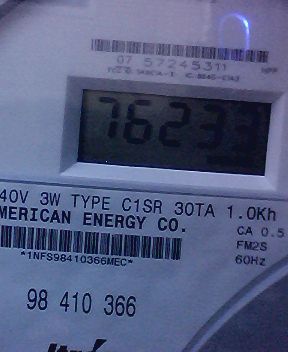 07 57245311
76233
40V 3W TYPE C1SR 30TA 1.0Kh
MERICAN ENERGY CO.
CA 0.5
FM2S
60Hz
*1NFS98410366MEC*
98 410 366